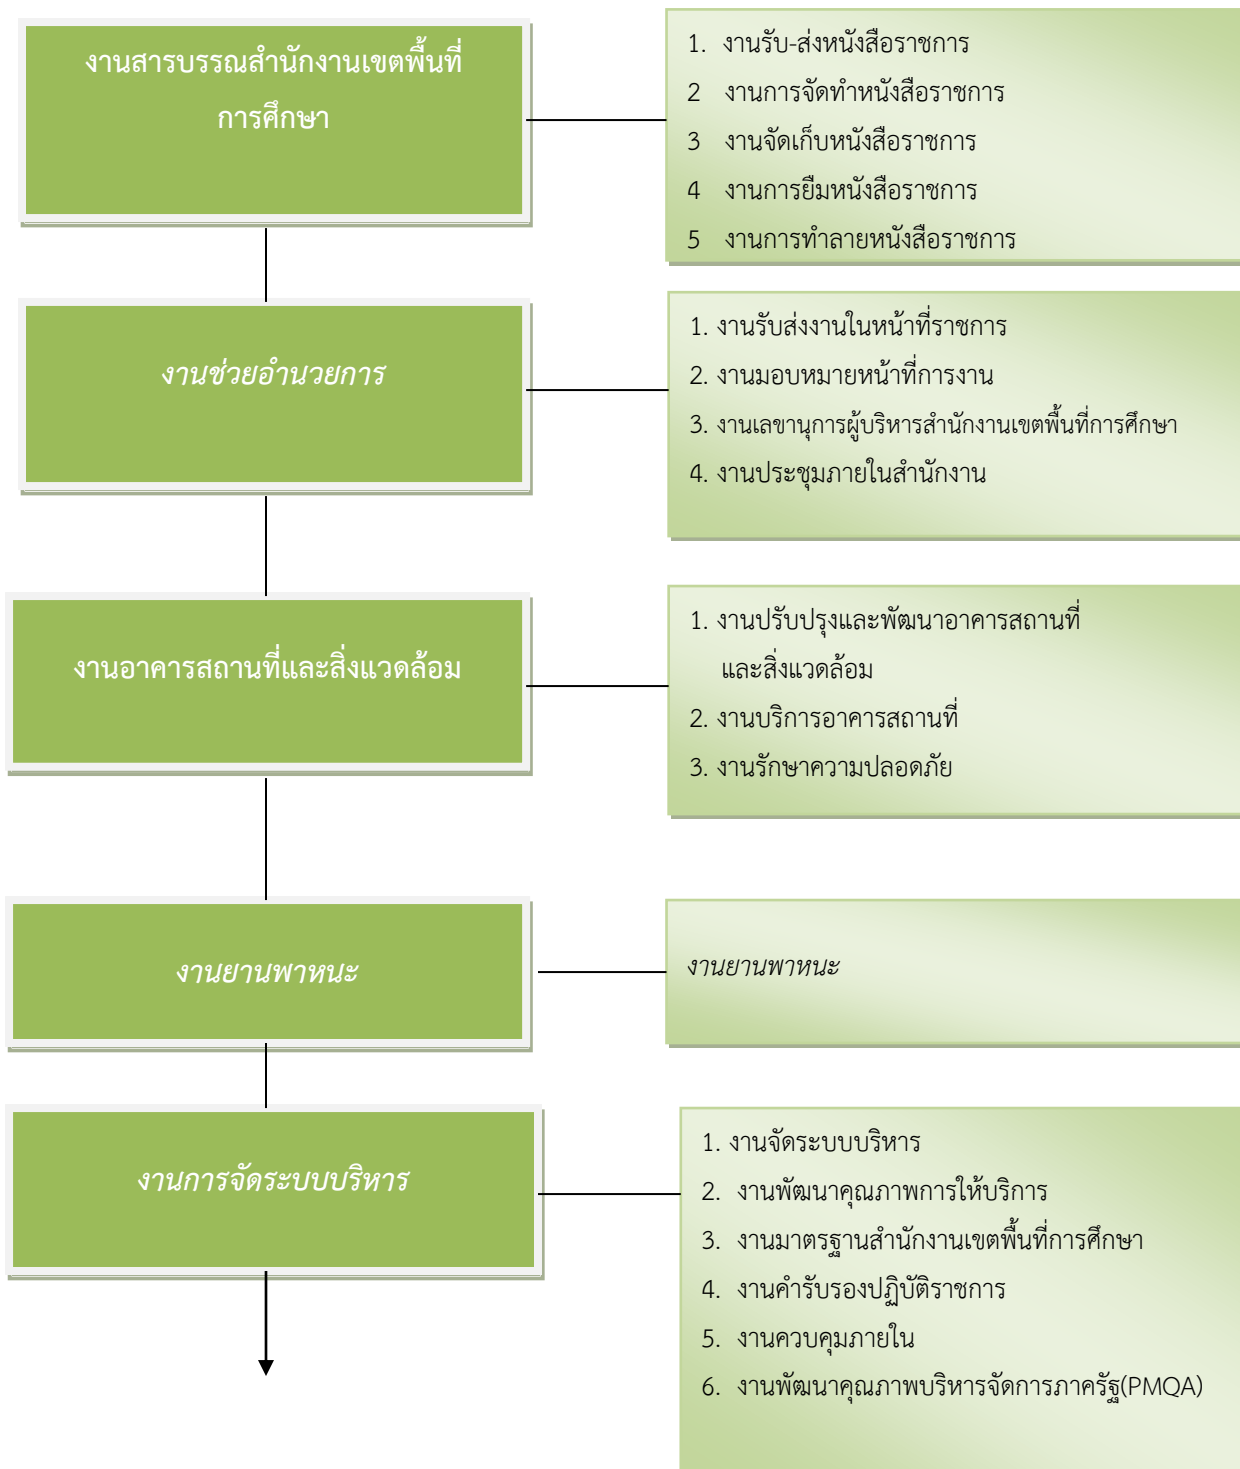 งานสารบรรณสำนักงานเขตพื้นที่
การศึกษา
1. งานรับ-ส่งหนังสือราชการ
2 งานการจัดทำหนังสือราชการ
3 งานจัดเก็บหนังสือราชการ
4 งานการยืมหนังสือราชการ
5 งานการทำลายหนังสือราชการ
งานช่วยอำนวยการ
1. งานรับส่งงานในหน้าที่ราชการ
2. งานมอบหมายหน้าที่การงาน
3. งานเลขานุการผู้บริหารสำนักงานเขตพื้นที่การศึกษา
4. งานประชุมภายในสำนักงาน
งานอาคารสถานที่และสิ่งแวดล้อม
1. งานปรับปรุงและพัฒนาอาคารสถานที่
และสิ่งแวดล้อม
2. งานบริการอาคารสถานที่
3. งานรักษาความปลอดภัย
งานยานพาหนะ
งานยานพาหนะ
งานการจัดระบบบริหาร
1. งานจัดระบบบริหาร
2. งานพัฒนาคุณภาพการให้บริการ
3. งานมาตรฐานสำนักงานเขตพื้นที่การศึกษา
4. งานคำรับรองปฏิบัติราชการ
5. งานควบคุมภายใน
6. งานพัฒนาคุณภาพบริหารจัดการภาครัฐ(PMQA)